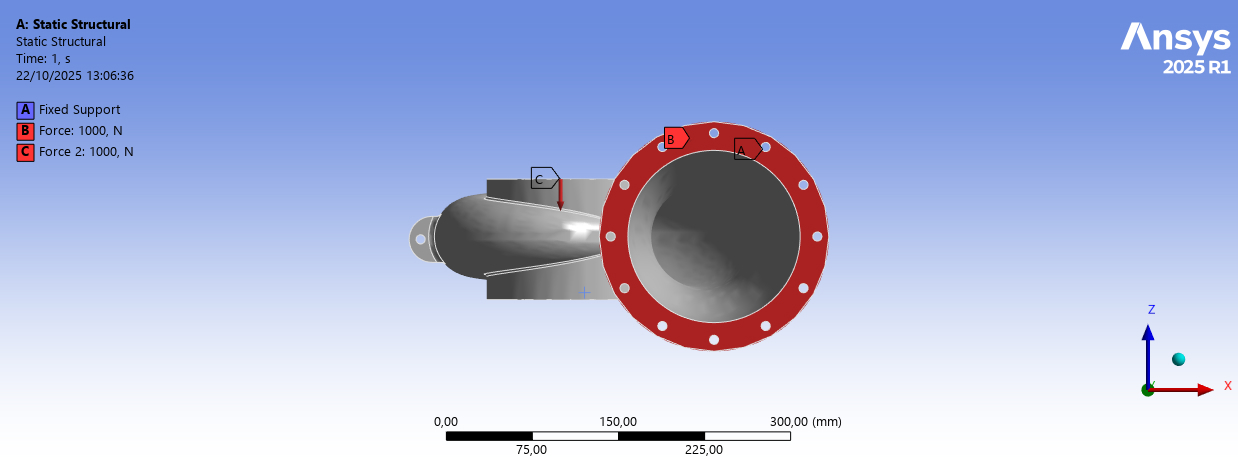 A: Static Structural
Static Structural
Time: 1, s
22/10/2025 13:06:36
A Fixed Support
B Force: 1000, N
C Force 2: 1000, N
Ansys
2025 R1
B
A
C
Z
X
0,00 150,00 300,00 (mm)
75,00 225,00